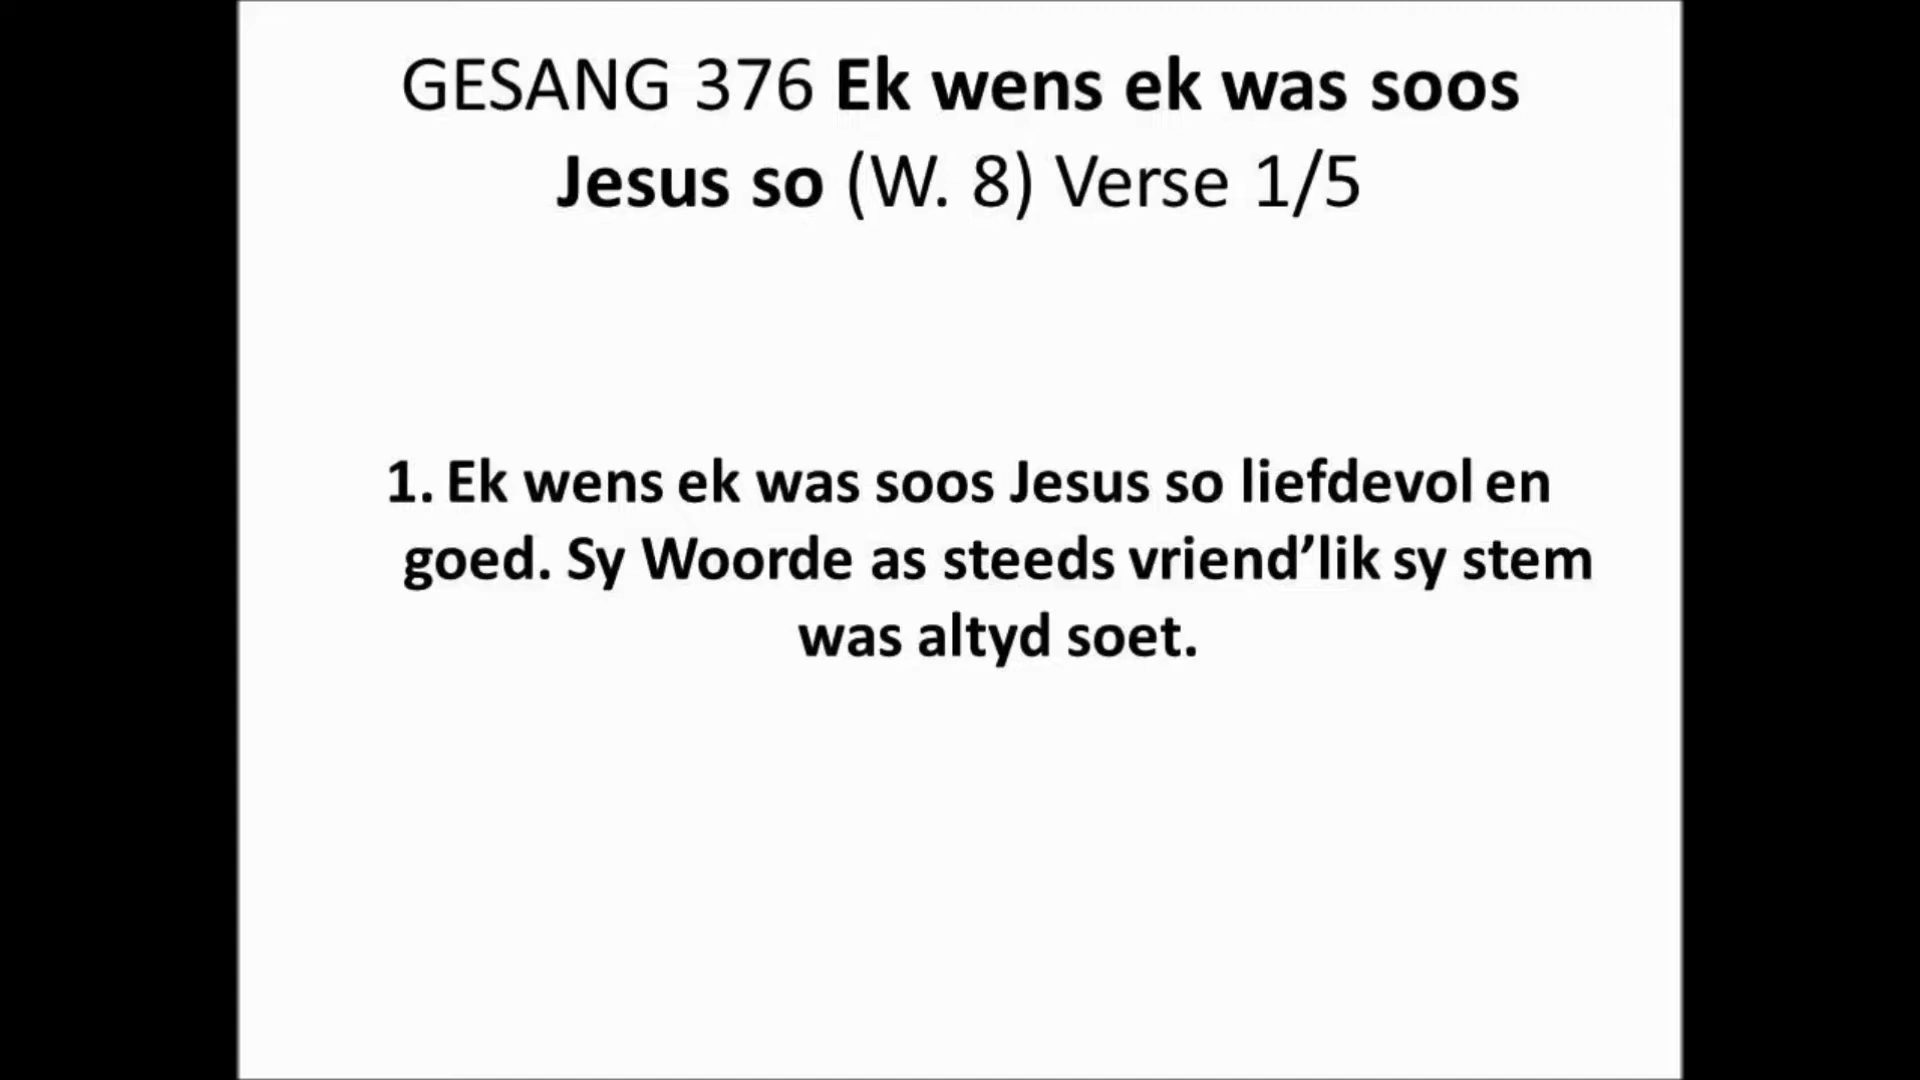 GESANG 376 Ek wens ek was soos
Jesus so (W. 8) Verse 1/5
1. Ek wens ek was soos Jesus so liefdevol en
goed. Sy Woorde as steeds vriend’lik sy stem
was altyd soet.